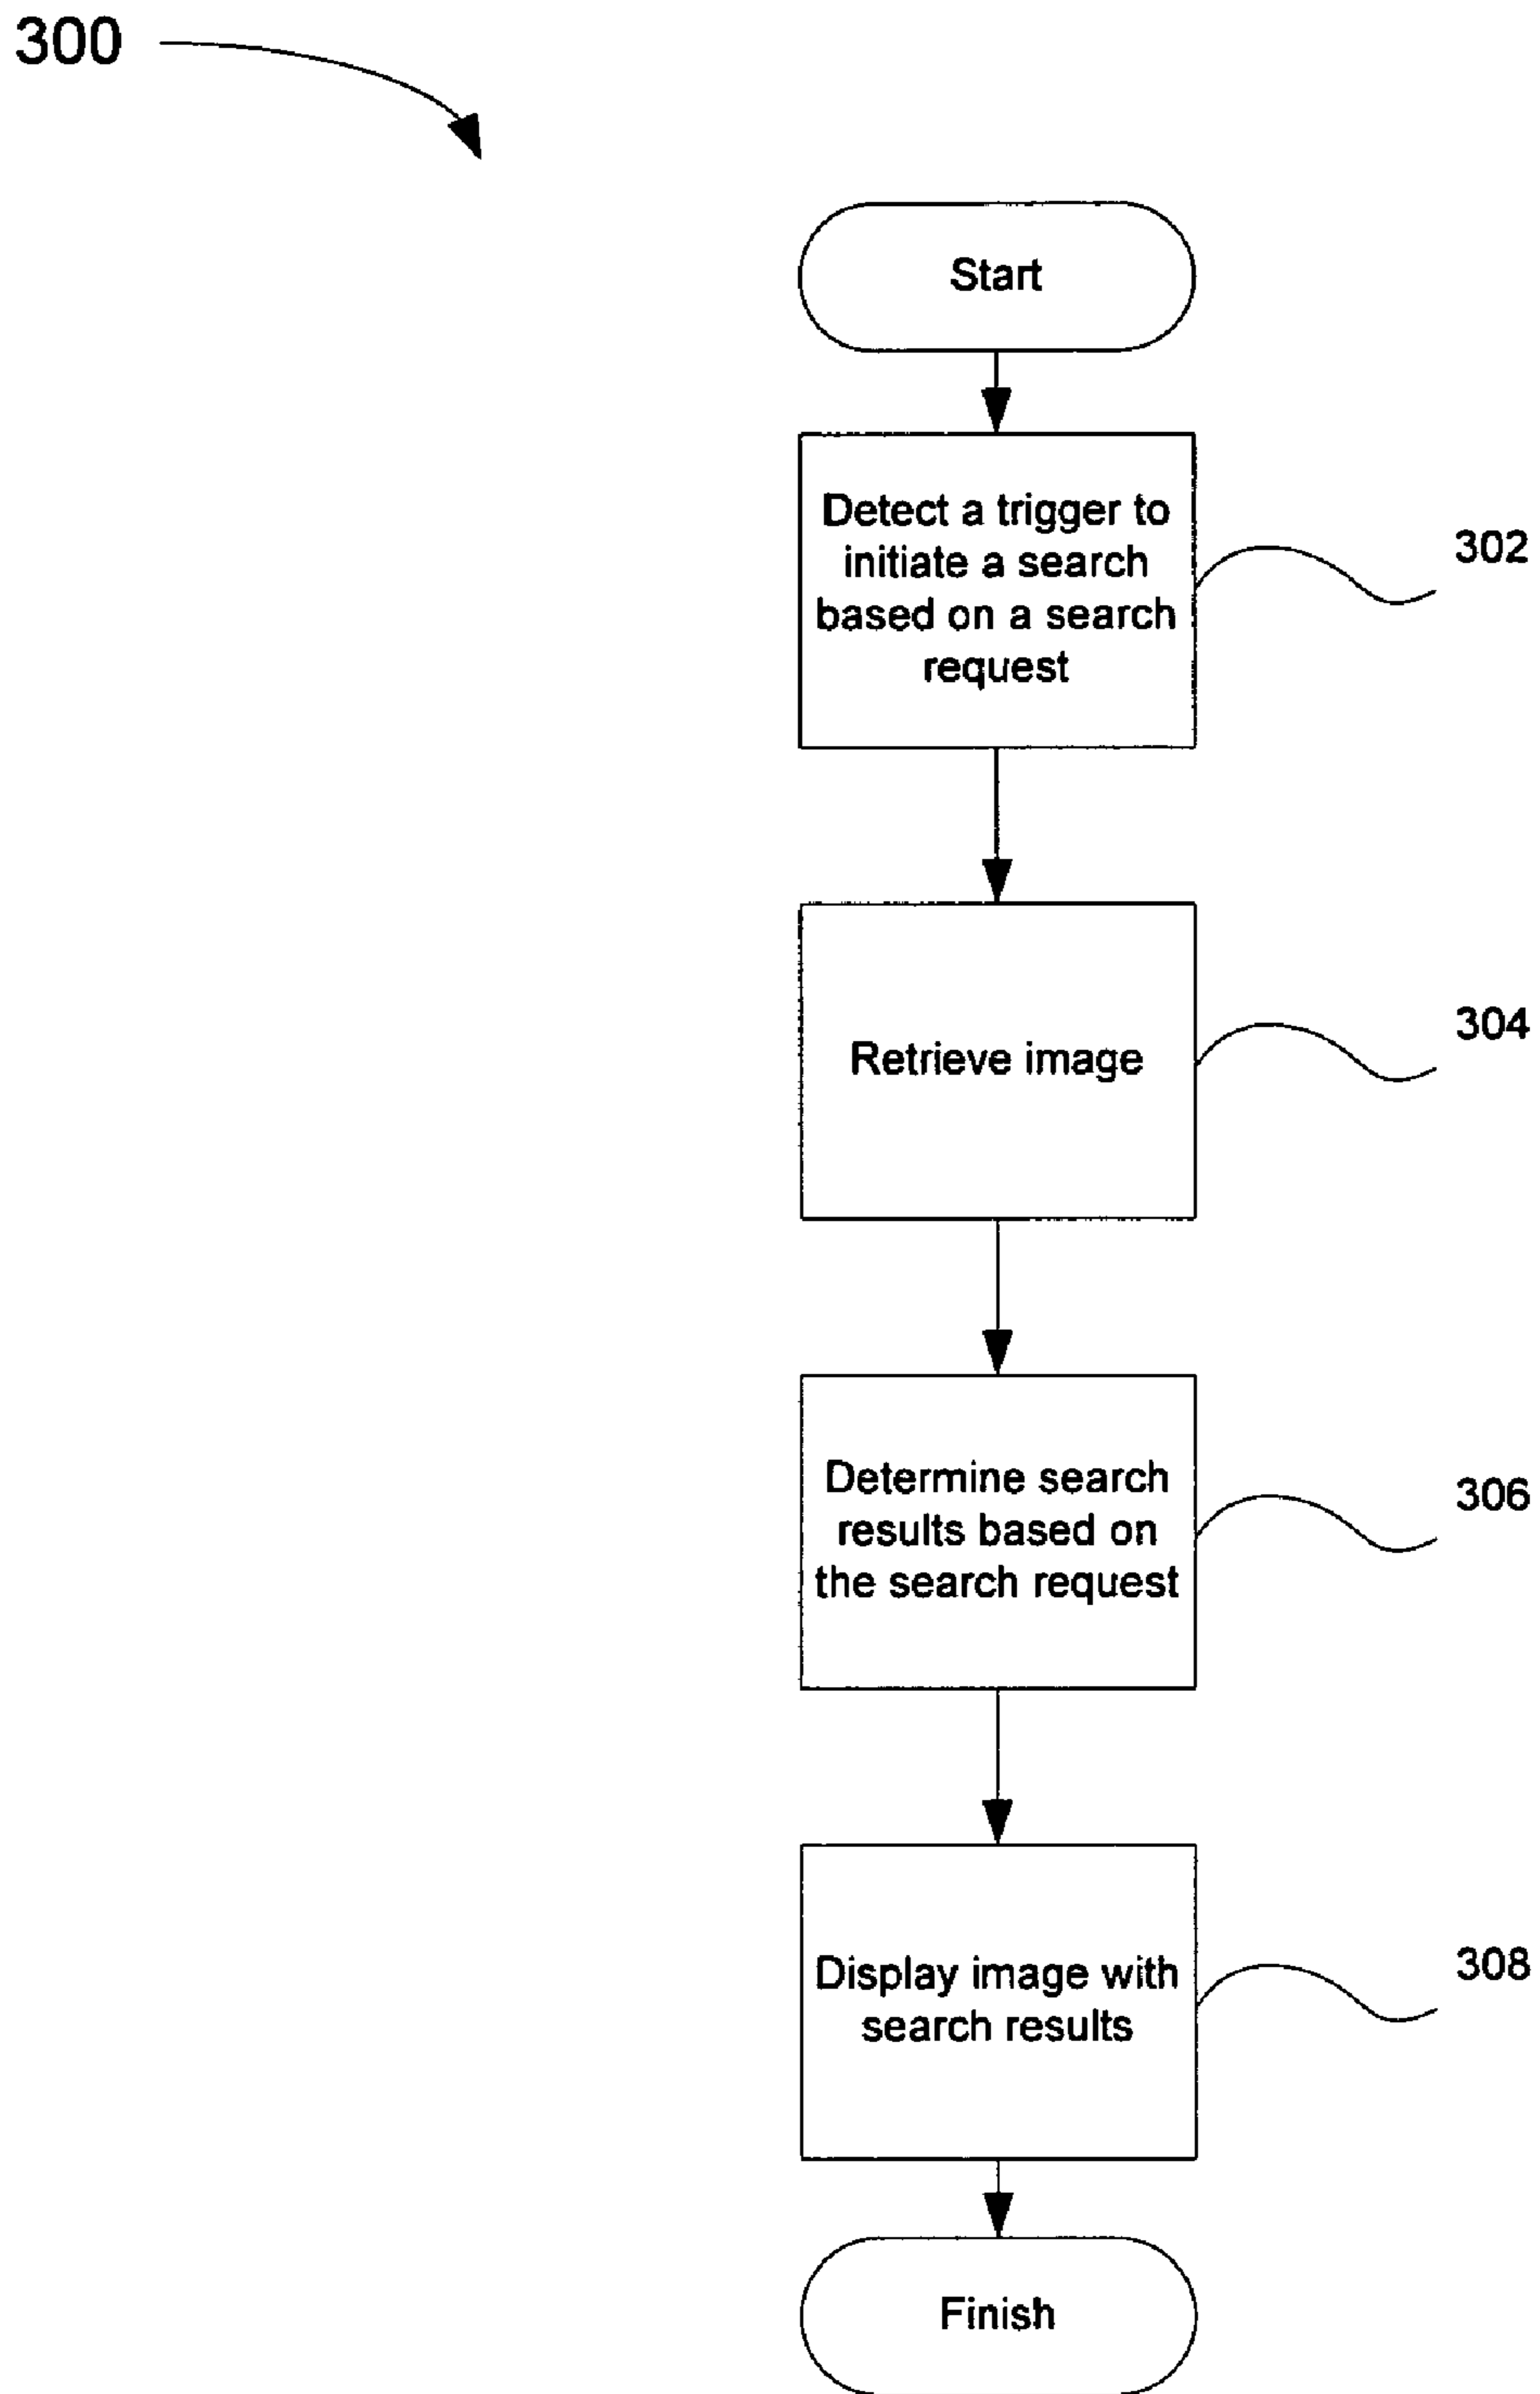 300
Start
Detect a trigger to
initiate a search
based on a search
request
302
Retrieve image
304
Determine search
results based on
the search request
306
Display image with
search results
308
Finish